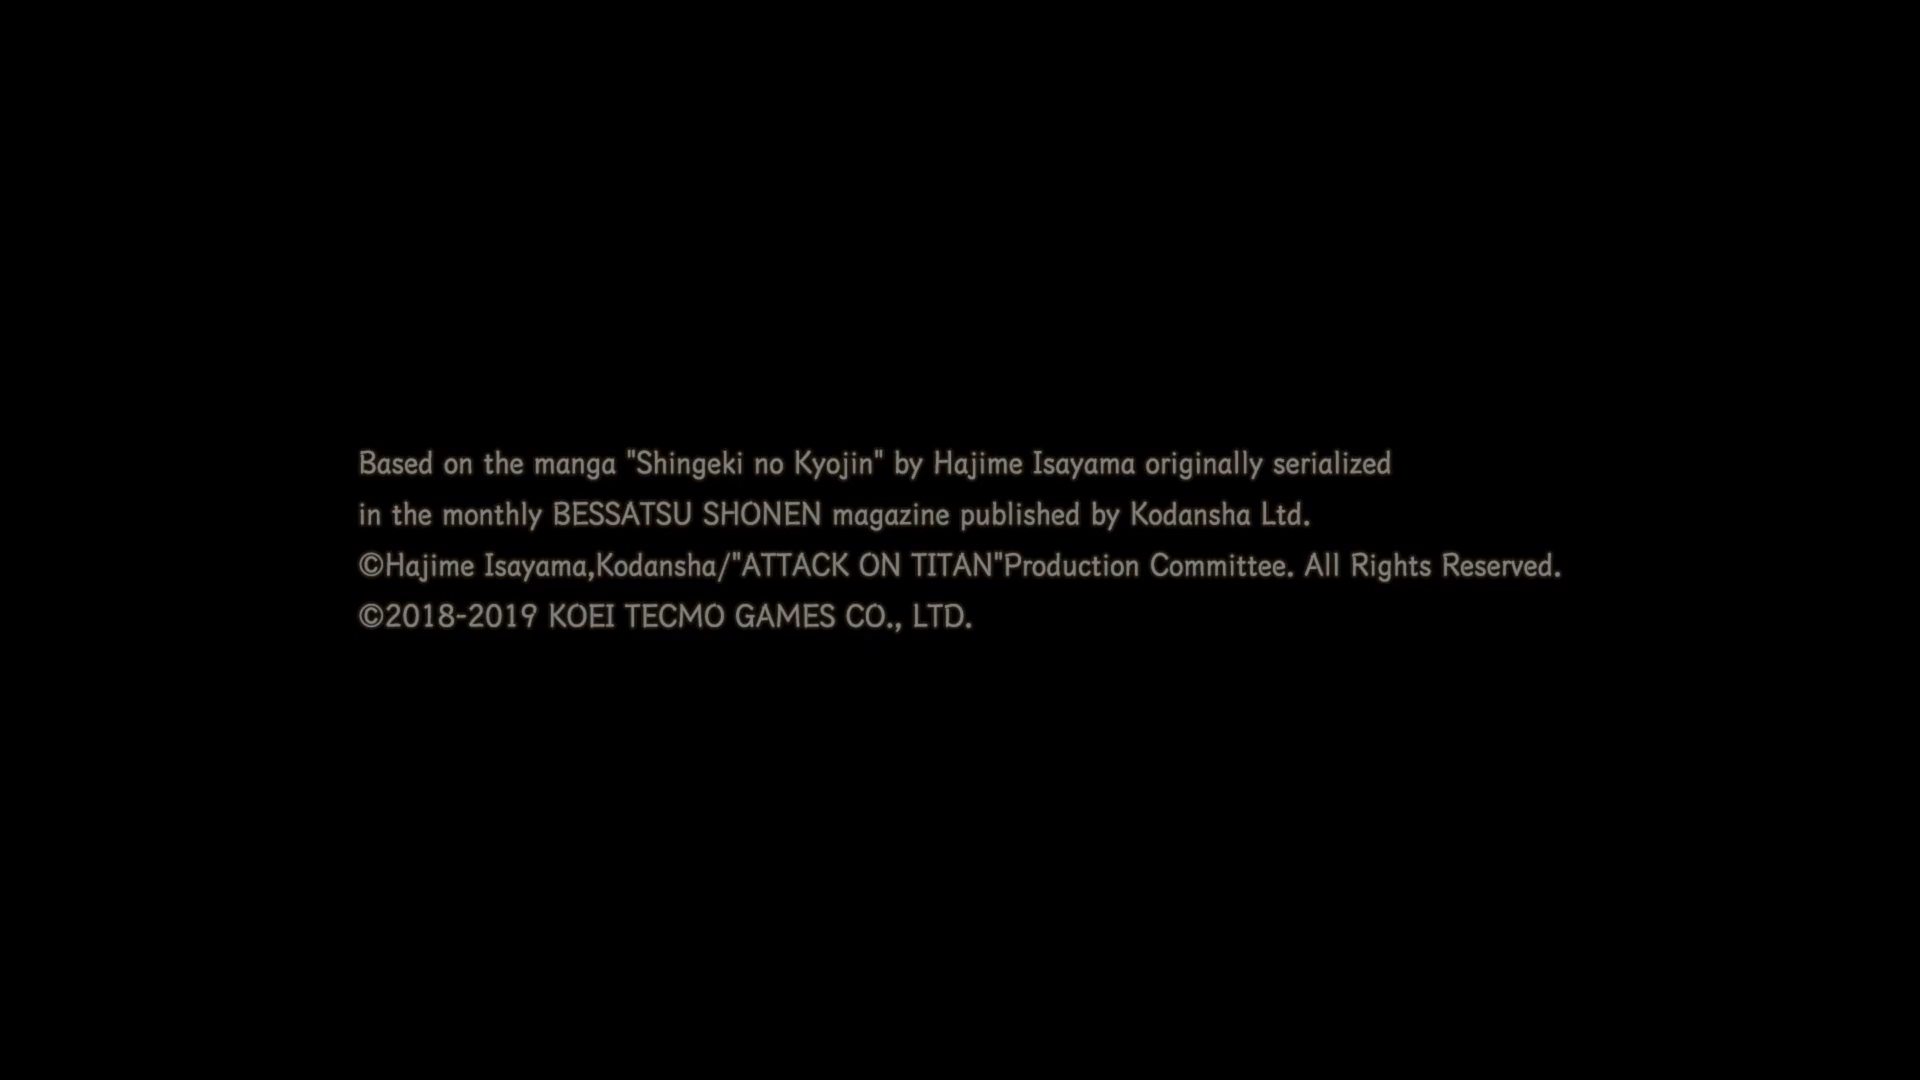 Based on the manga "Shingeki no Kyojin" by Hajime Isayama originally serialized
in the monthly BESSATSU SHONEN magazine published by Kodansha Ltd.
©Hajime Isayama,Kodansha/"ATTACK ON TITAN"Production Committee. All Rights Reserved.
©2018-2019 KOEI TECMO GAMES CO., LTD.